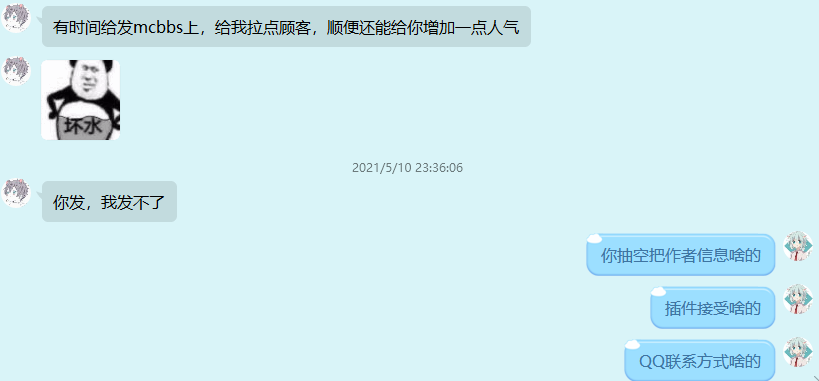 有时间给发mcbbs上，给我拉点顾客，顺便还能给你增加一点人气
坏水
2021/5/10 23:36:06
你发，我发不了
你抽空把作者信息啥的
插件接受啥的
QQ联系方式啥的